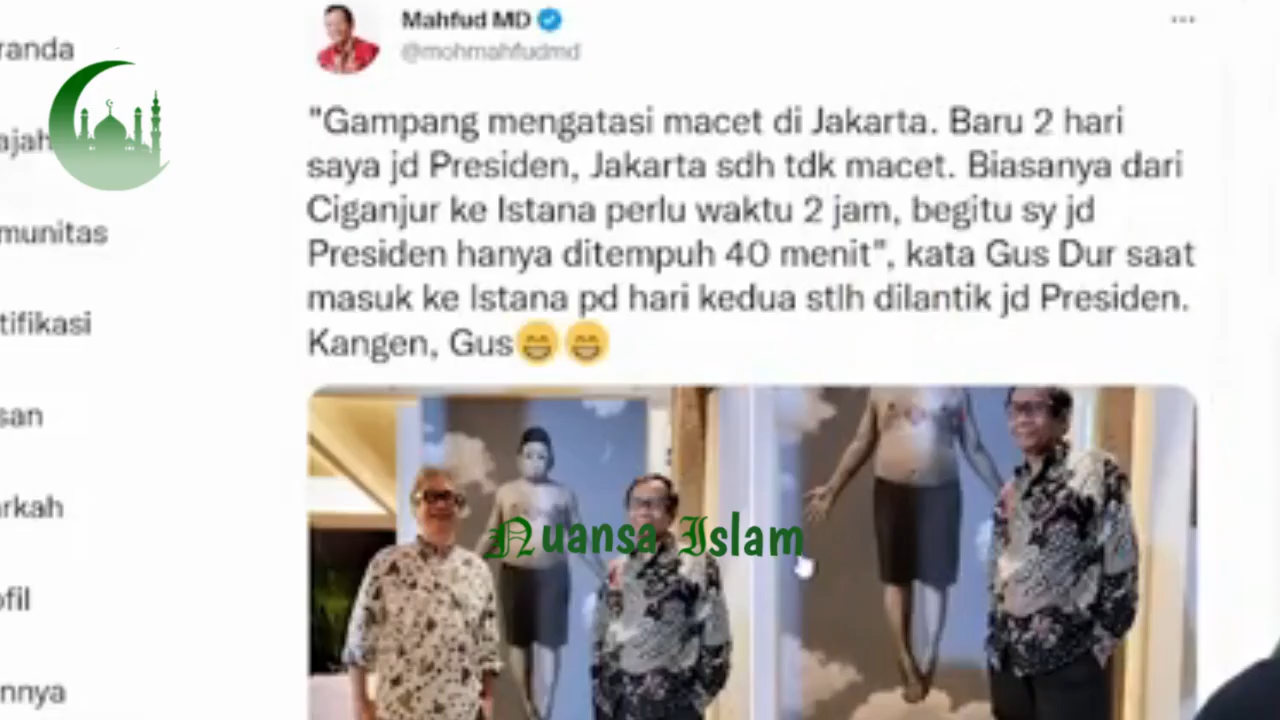 Mahfud MD
@mohmahfudmd
"Gampang mengatasi macet di Jakarta. Baru 2 hari
saya jd Presiden, Jakarta sdh tdk macet. Biasanya dari
Ciganjur ke Istana perlu waktu 2 jam, begitu sy jd
Presiden hanya ditempuh 40 menit", kata Gus Dur saat
masuk ke Istana pd hari kedua stlh dilantik jd Presiden.
Kangen, Gus😄😄
randa
ajah
munitas
tifikasi
san
rkah
ofil
nnya
Nuansa Islam